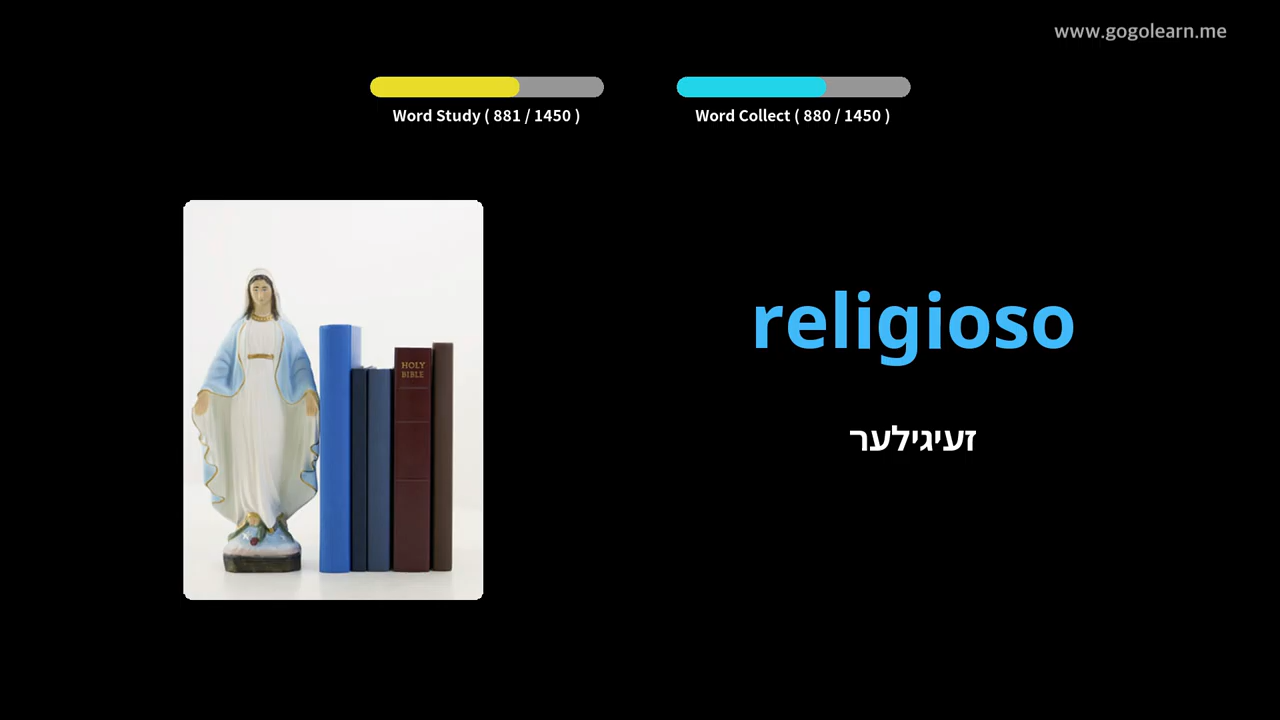 www.gogolearn.me
Word Study ( 881 / 1450 )
Word Collect ( 880 / 1450 )
HOLY
BIBLE
religioso
זעיגילער